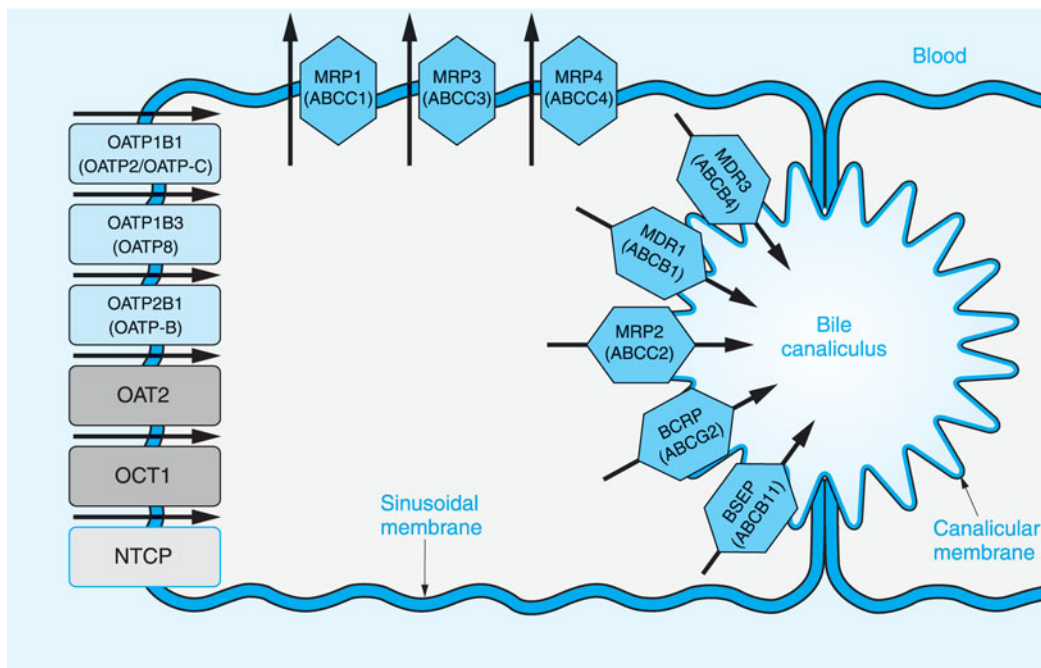 MRP1
(ABCC1)
MRP3
(ABCC3)
MRP4
(ABCC4)
Blood
OATP1B1
(OATP2/OATP-C)
OATP1B3
(OATP8)
OATP2B1
(OATP-B)
OAT2
OCT1
NTCP
MDR3
(ABCB4)
MDR1
(ABCB1)
MRP2
(ABCC2)
BCRP
(ABCG2)
BSEP
(ABCB11)
Bile
canaliculus
Sinusoidal
membrane
Canalicular
membrane